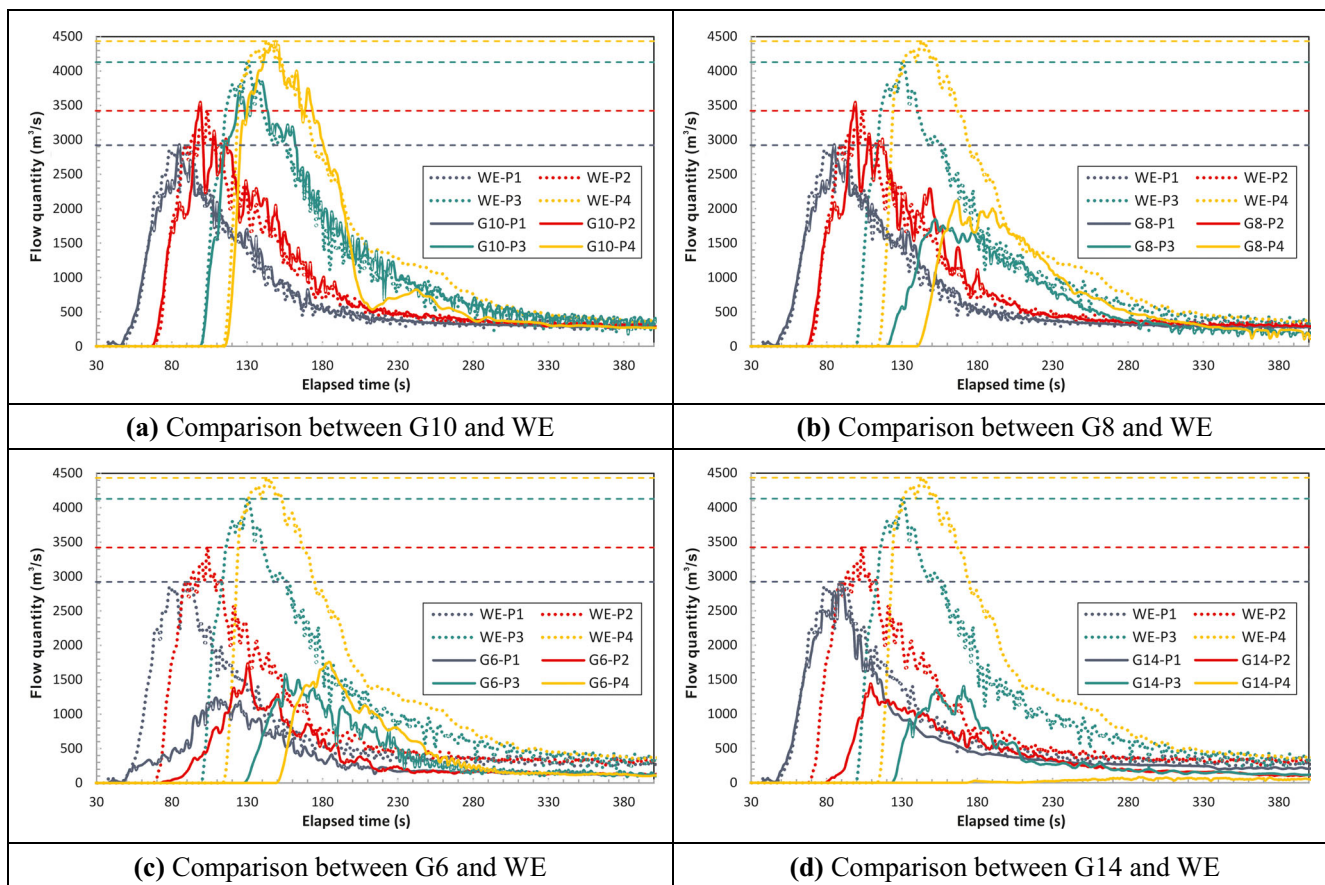 4500
4000
3500
3000
2500
2000
1500
1000
500
0
Flow quantity (m³/s)
WE-P1 WE-P2
WE-P3 WE-P4
G10-P1 G10-P2
G10-P3 G10-P4
30 80 130 180 230 280 330 380
Elapsed time (s)
(a) Comparison between G10 and WE
4500
4000
3500
3000
2500
2000
1500
1000
500
0
Flow quantity (m³/s)
WE-P1 WE-P2
WE-P3 WE-P4
G8-P1 G8-P2
G8-P3 G8-P4
30 80 130 180 230 280 330 380
Elapsed time (s)
(b) Comparison between G8 and WE
4500
4000
3500
3000
2500
2000
1500
1000
500
0
Flow quantity (m³/s)
WE-P1 WE-P2
WE-P3 WE-P4
G6-P1 G6-P2
G6-P3 G6-P4
30 80 130 180 230 280 330 380
Elapsed time (s)
(c) Comparison between G6 and WE
4500
4000
3500
3000
2500
2000
1500
1000
500
0
Flow quantity (m³/s)
WE-P1 WE-P2
WE-P3 WE-P4
G14-P1 G14-P2
G14-P3 G14-P4
30 80 130 180 230 280 330 380
Elapsed time (s)
(d) Comparison between G14 and WE